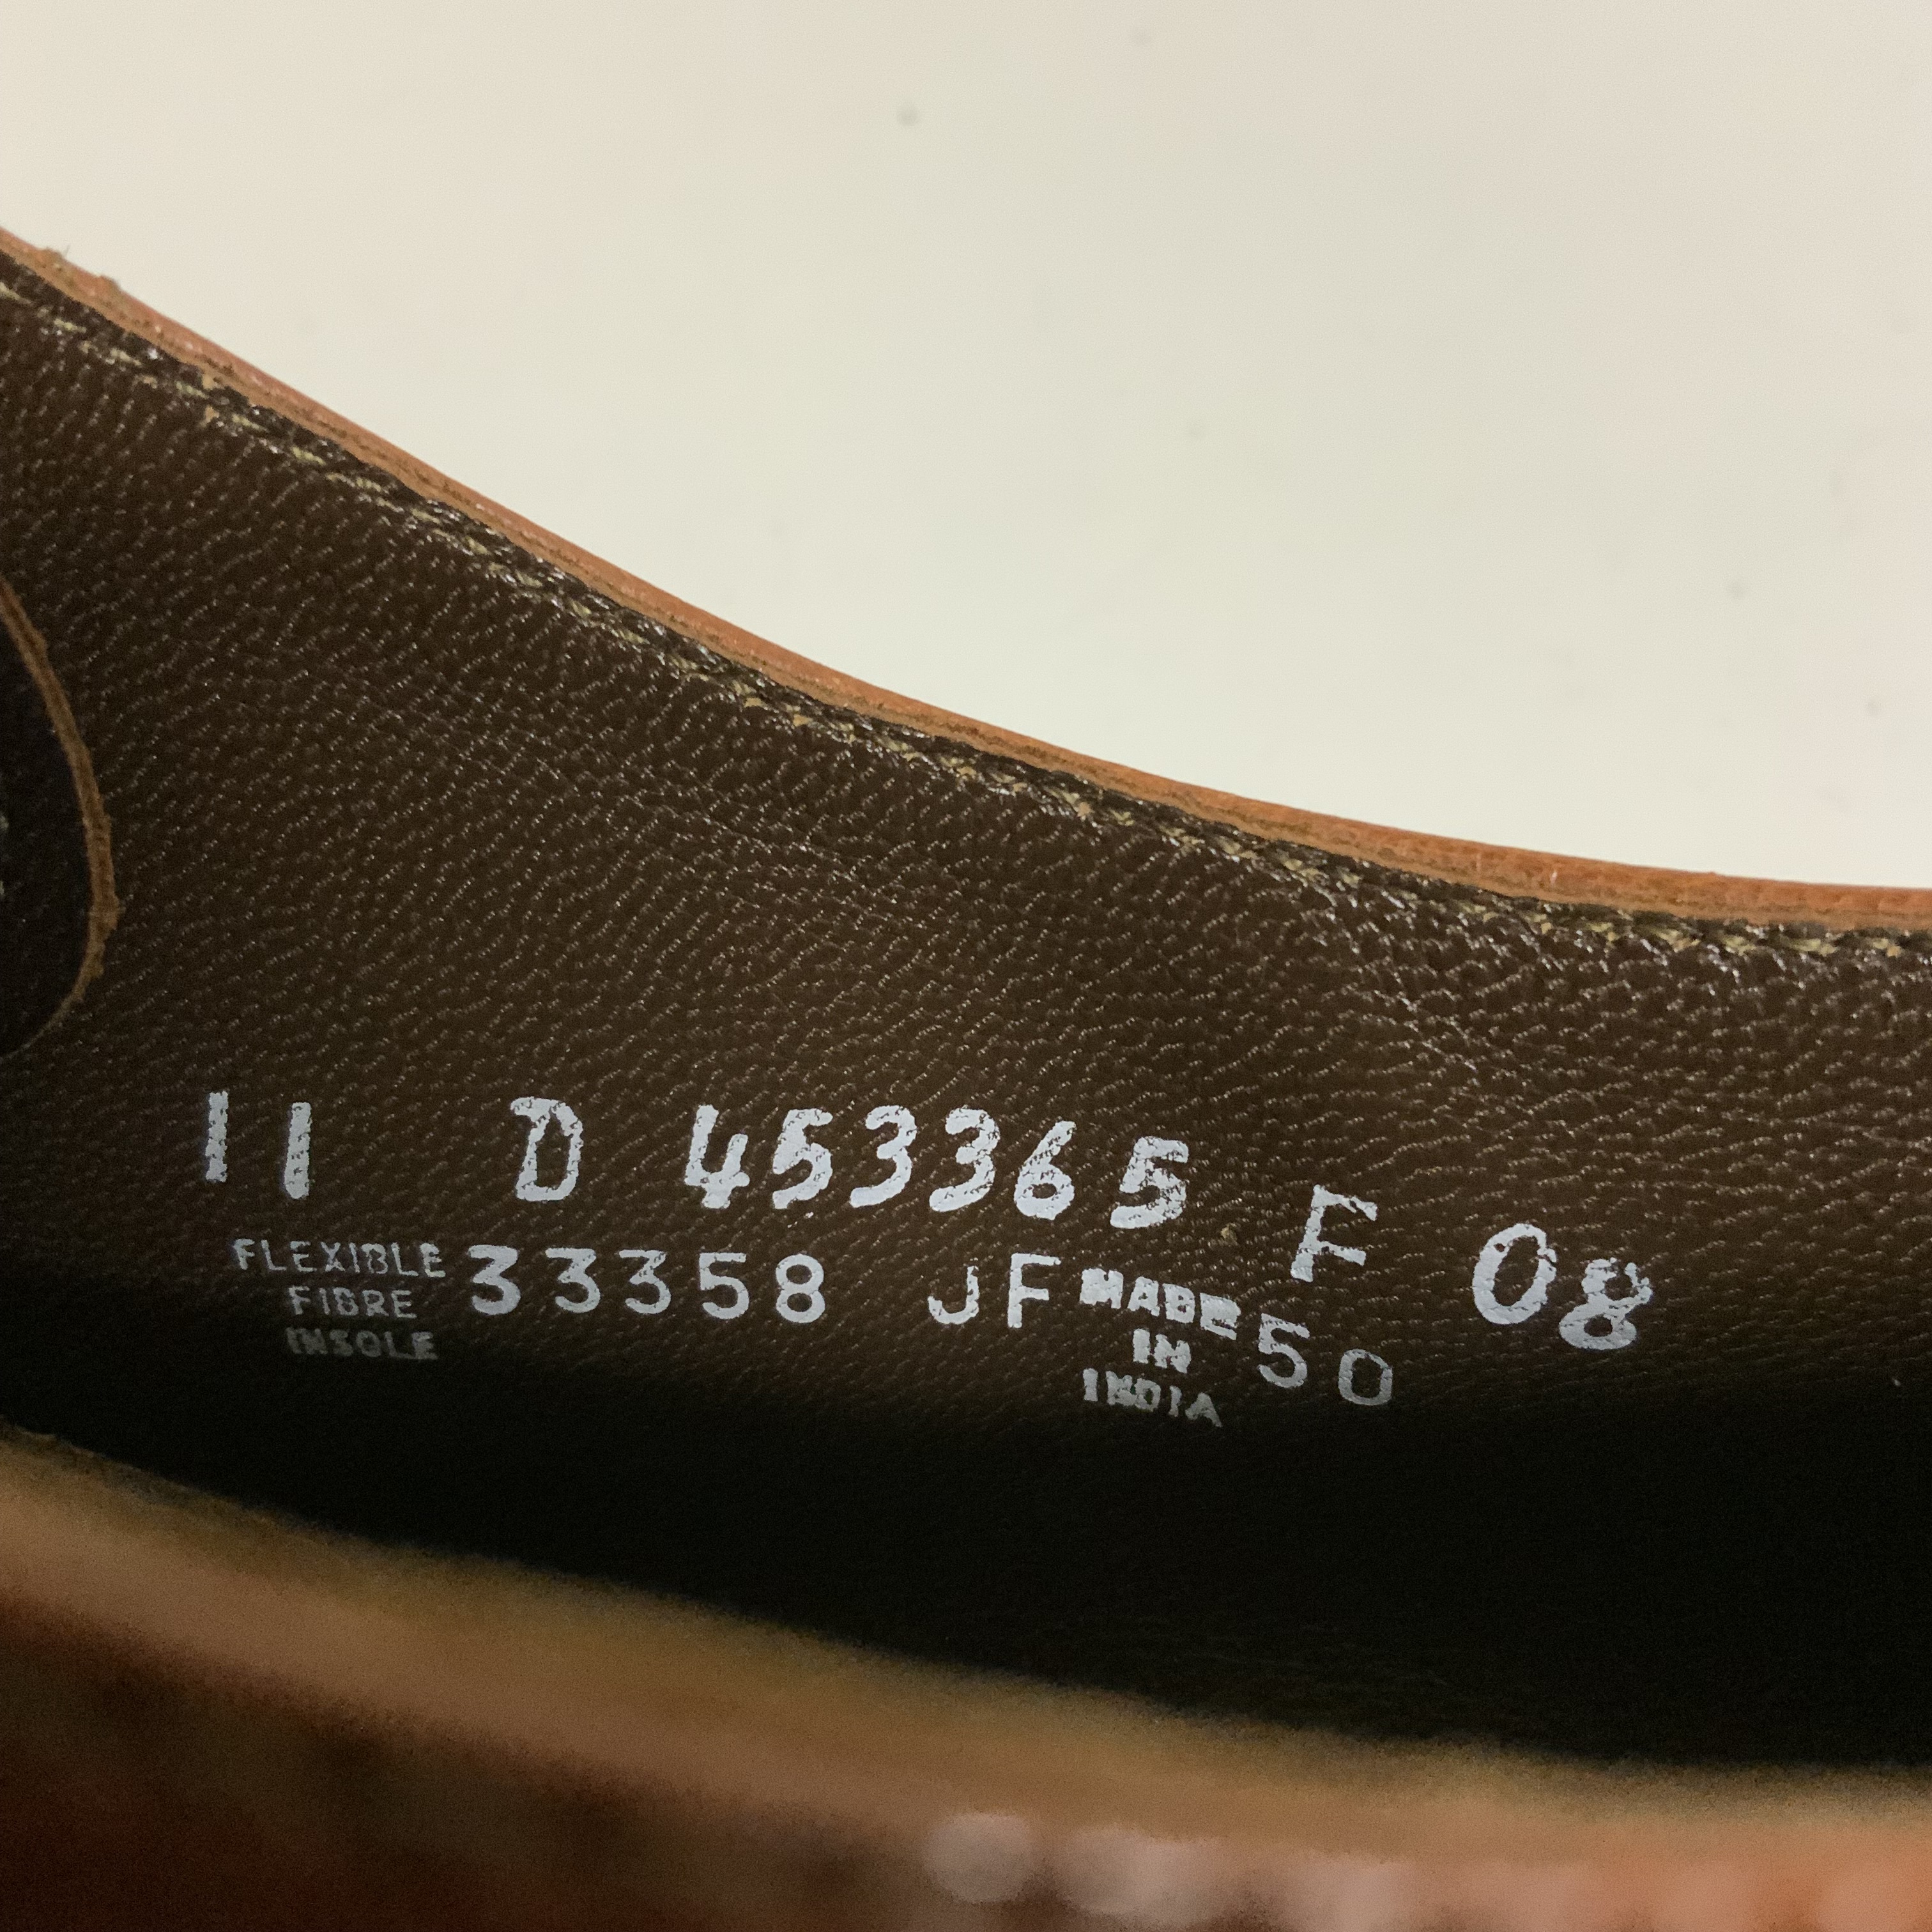 11 D 453365 F 08
FLEXIBLE
FIBRE
INSOLE
33358 JF
MADE
IN
INDIA
50